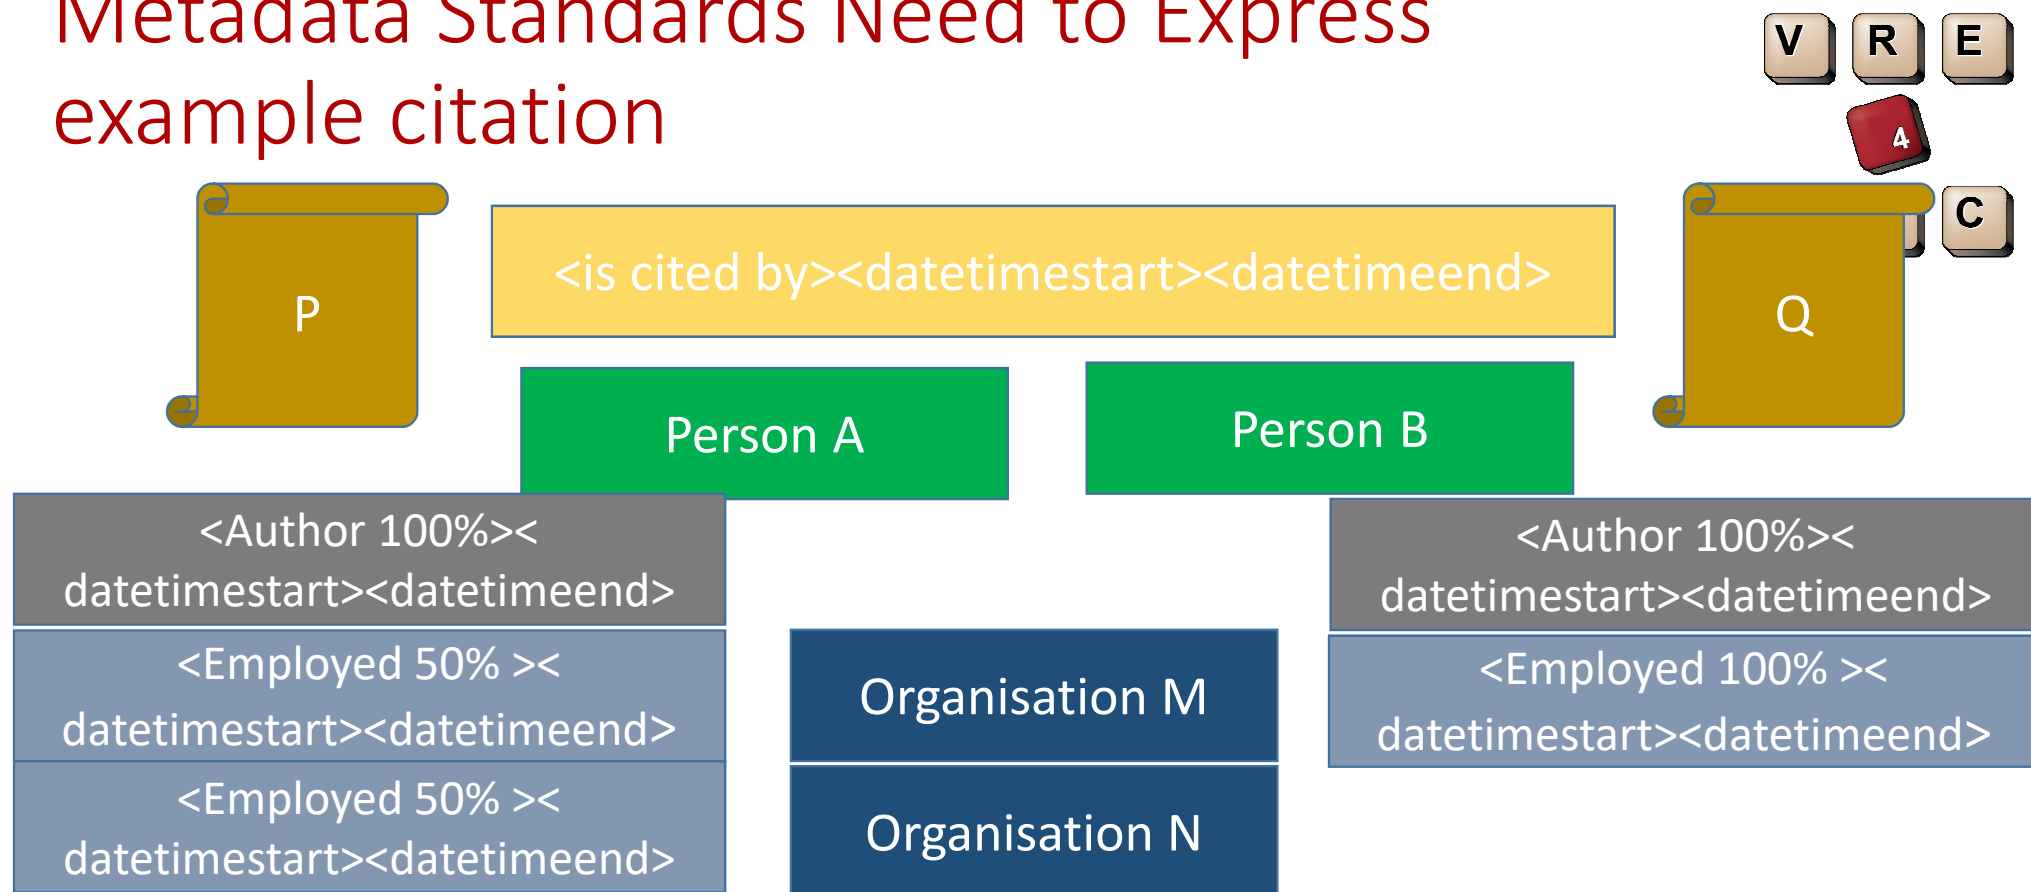 Metadata Standards Need to Express
example citation
V R E
4
C
P
<is cited by><datetimestart><datetimeend>
Q
Person A
Person B
<Author 100%><
datetimestart><datetimeend>
<Author 100%><
datetimestart><datetimeend>
<Employed 50% ><
datetimestart><datetimeend>
Organisation M
<Employed 100% ><
datetimestart><datetimeend>
<Employed 50% ><
datetimestart><datetimeend>
Organisation N